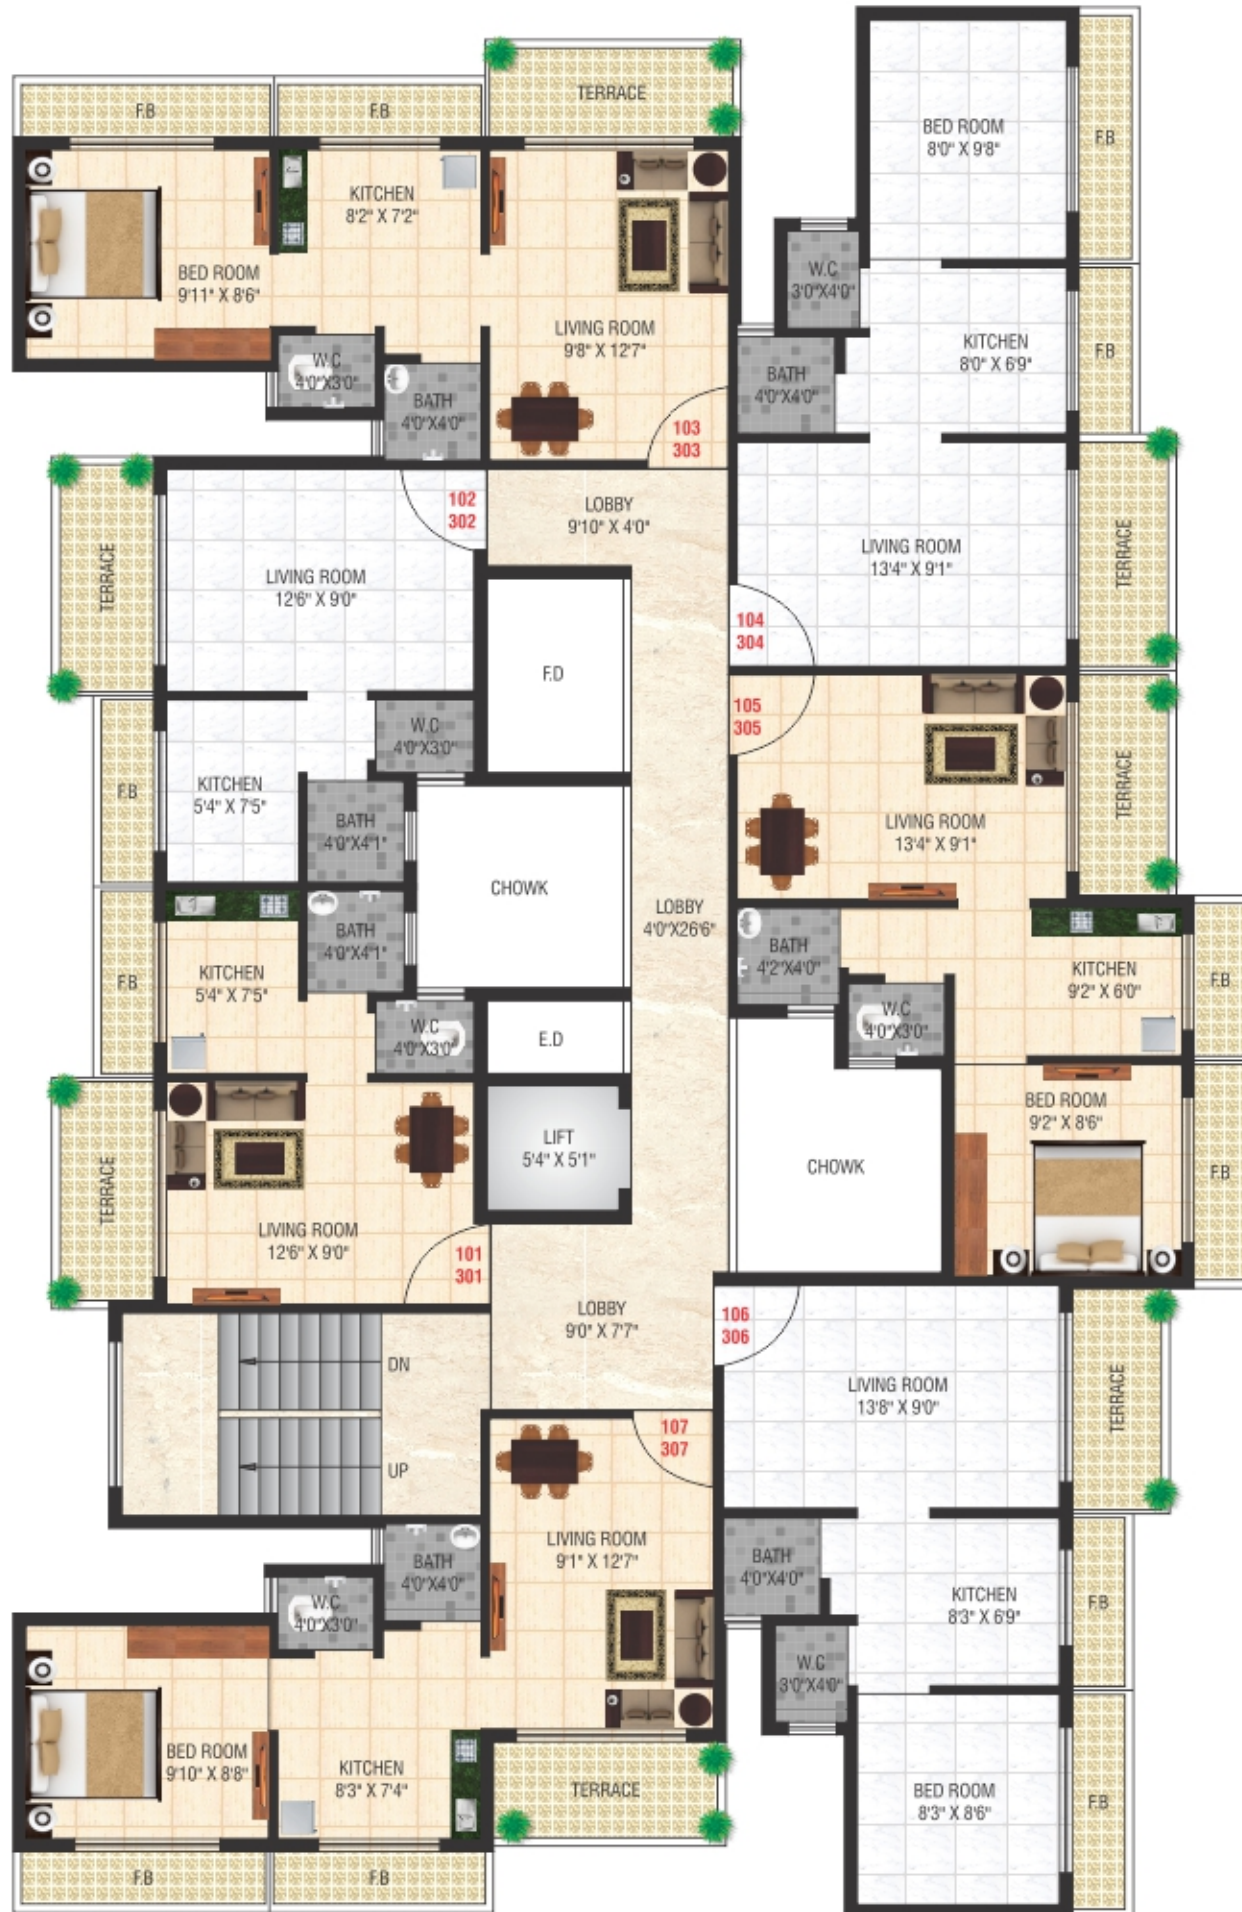 F.B
F.B
TERRACE
BED ROOM
9'11" X 8'6"
KITCHEN
8'2" X 7'2"
LIVING ROOM
9'8" X 12'7"
W.C
4'0"X3'0"
BATH
4'0"X4'0"
103
303
BED ROOM
8'0" X 9'8"
F.B
W.C
3'0"X4'0"
KITCHEN
8'0" X 6'9"
F.B
BATH
4'0"X4'0"
LIVING ROOM
13'4" X 9'1"
TERRACE
104
304
TERRACE
LIVING ROOM
12'6" X 9'0"
102
302
LOBBY
9'10" X 4'0"
F.D
W.C
4'0"X3'0"
F.B
KITCHEN
5'4" X 7'5"
BATH
4'0"X4'1"
CHOWK
LOBBY
4'0"X26'6"
105
305
LIVING ROOM
13'4" X 9'1"
TERRACE
BATH
4'2"X4'0"
W.C
4'0"X3'0"
KITCHEN
9'2" X 6'0"
F.B
BED ROOM
9'2" X 8'6"
F.B
CHOWK
F.B
KITCHEN
5'4" X 7'5"
BATH
4'0"X4'1"
W.C
4'0"X3'0"
E.D
LIFT
5'4" X 5'1"
TERRACE
LIVING ROOM
12'6" X 9'0"
101
301
LOBBY
9'0" X 7'7"
106
306
LIVING ROOM
13'8" X 9'0"
TERRACE
DN
UP
107
307
LIVING ROOM
9'1" X 12'7"
BATH
4'0"X4'0"
W.C
4'0"X3'0"
BED ROOM
9'10" X 8'8"
KITCHEN
8'3" X 7'4"
TERRACE
F.B
F.B
BATH
4'0"X4'0"
KITCHEN
8'3" X 6'9"
F.B
W.C
3'0"X4'0"
BED ROOM
8'3" X 8'6"
F.B